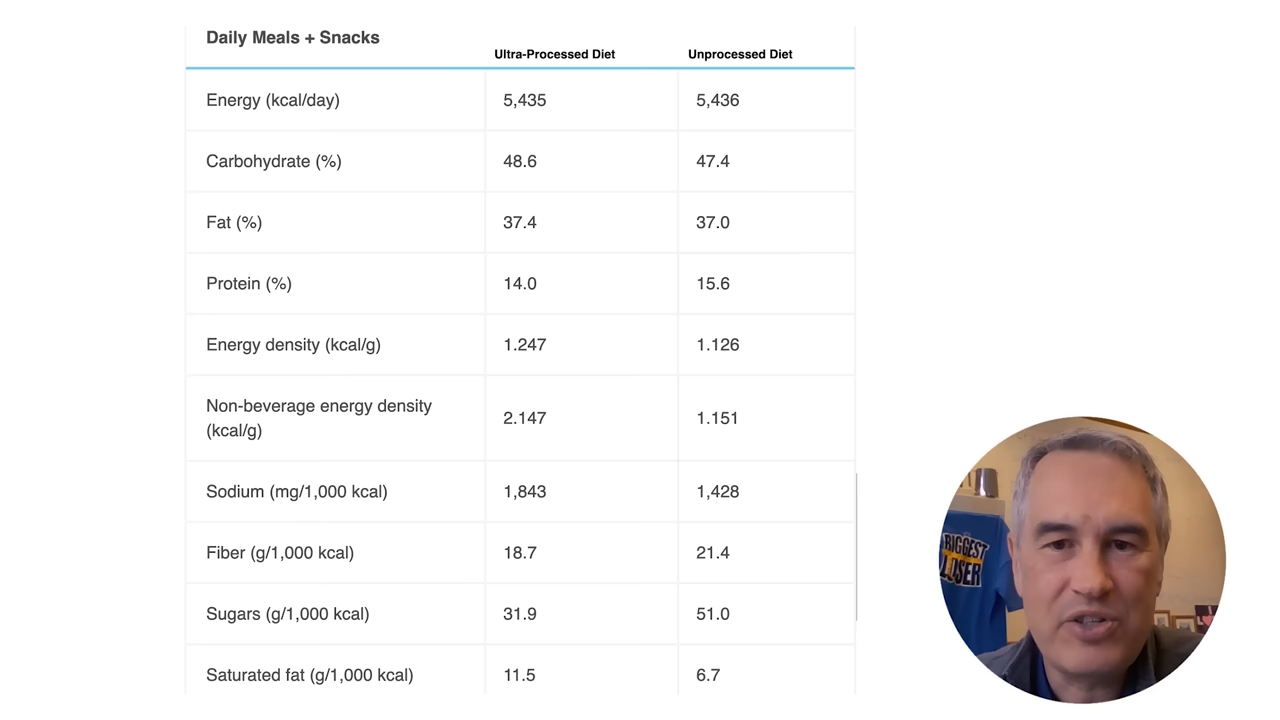 Daily Meals + Snacks
Ultra-Processed Diet Unprocessed Diet
Energy (kcal/day) 5,435 5,436
Carbohydrate (%) 48.6 47.4
Fat (%) 37.4 37.0
Protein (%) 14.0 15.6
Energy density (kcal/g) 1.247 1.126
Non-beverage energy density
(kcal/g) 2.147 1.151
Sodium (mg/1,000 kcal) 1,843 1,428
Fiber (g/1,000 kcal) 18.7 21.4
Sugars (g/1,000 kcal) 31.9 51.0
Saturated fat (g/1,000 kcal) 11.5 6.7
BIGGEST
LOSER